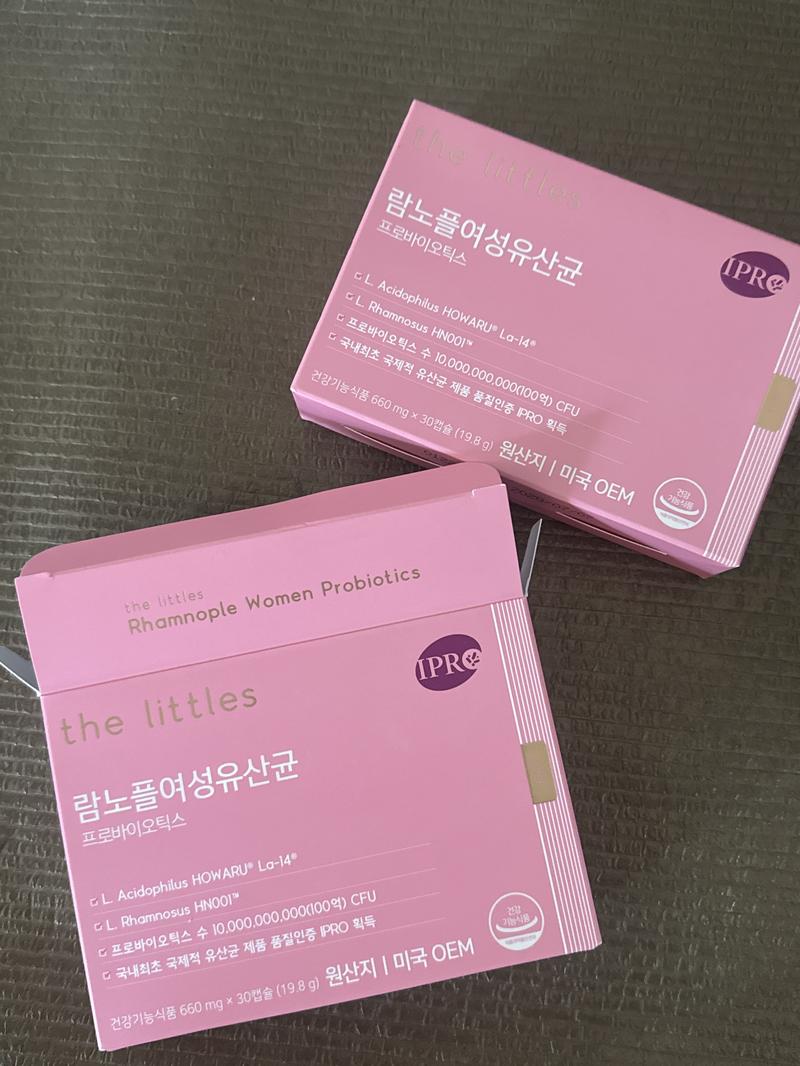 the littles
람노플여성유산균
프로바이오틱스
IPRO
L. Acidophilus HOWARU® La-14®
L. Rhamnosus HN001™
프로바이오틱스 수 10,000,000,000(100억) CFU
국내최초 국제적 유산균 제품 품질인증 IPRO 획득
건강기능식품 660 mg × 30캡슐 (19.8 g) 원산지 | 미국 OEM
건강
기능식품
the littles
Rhamnople Women Probiotics
IPRO
the littles
람노플여성유산균
프로바이오틱스
L. Acidophilus HOWARU® La-14®
L. Rhamnosus HN001™
프로바이오틱스 수 10,000,000,000(100억) CFU
국내최초 국제적 유산균 제품 품질인증 IPRO 획득
건강기능식품 660 mg × 30캡슐 (19.8 g) 원산지 | 미국 OEM
건강
기능식품